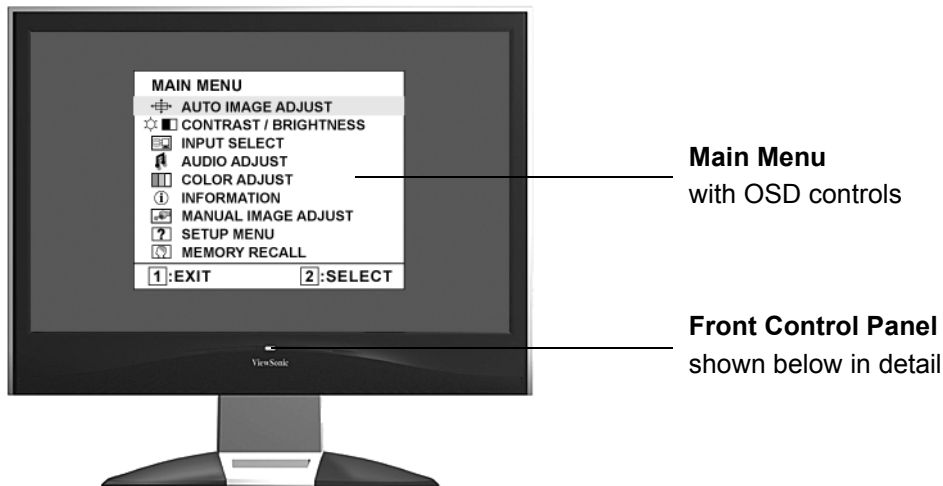 MAIN MENU
AUTO IMAGE ADJUST
CONTRAST / BRIGHTNESS
INPUT SELECT
AUDIO ADJUST
COLOR ADJUST
INFORMATION
MANUAL IMAGE ADJUST
? SETUP MENU
MEMORY RECALL
1:EXIT 2:SELECT
ViewSonic
Main Menu
with OSD controls
Front Control Panel
shown below in detail